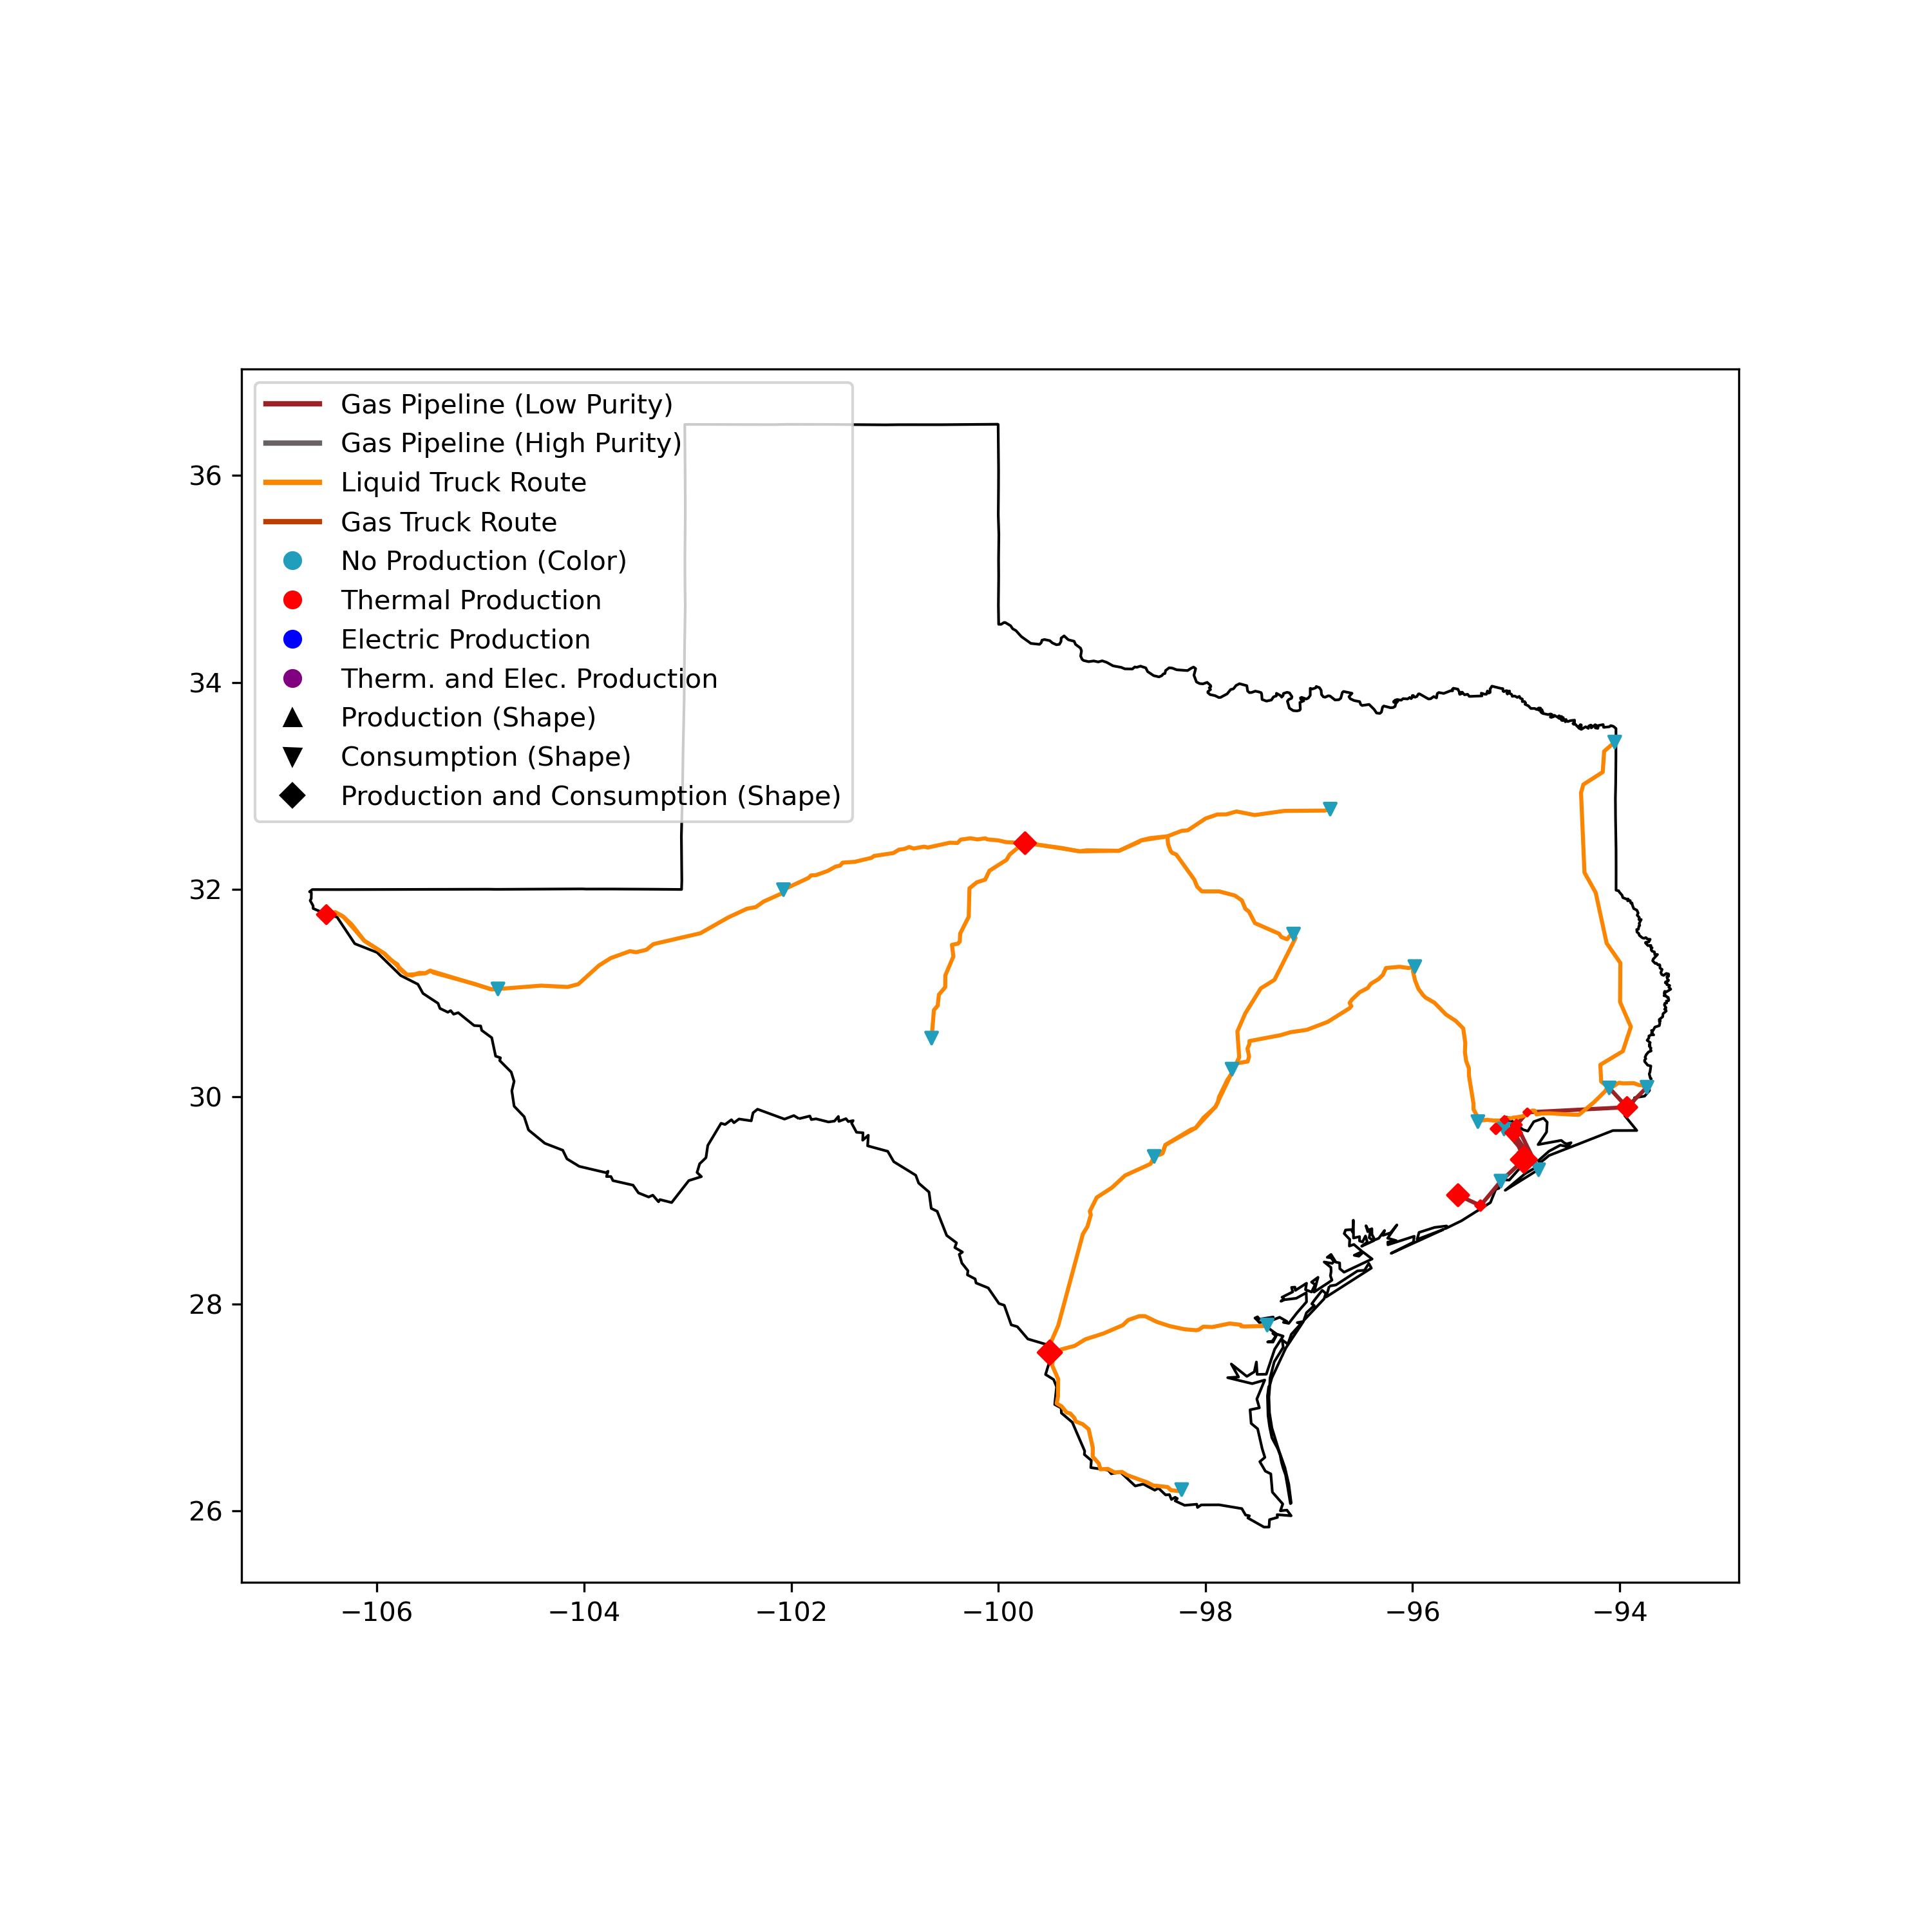 Gas Pipeline (Low Purity)
Gas Pipeline (High Purity)
Liquid Truck Route
Gas Truck Route
No Production (Color)
Thermal Production
Electric Production
Therm. and Elec. Production
Production (Shape)
Consumption (Shape)
Production and Consumption (Shape)
36
34
32
30
28
26
−106
−104
−102
−100
−98
−96
−94